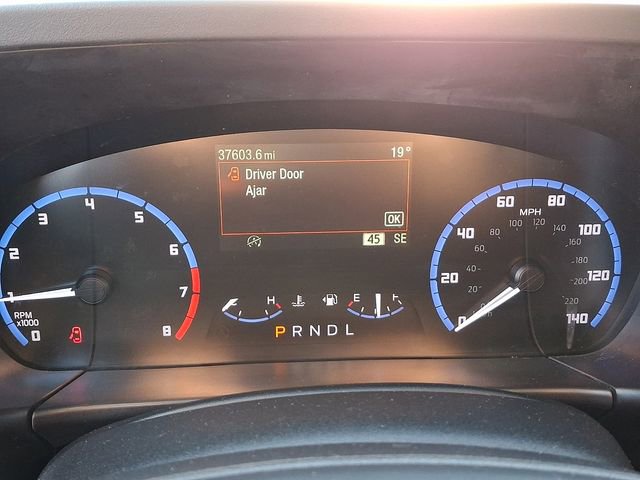 37603.6 mi 19°
Driver Door
Ajar
OK
45 SE
0 1 2 3 4 5 6 7 8
RPM
x1000
H
E F
P R N D L
MPH
0 20 40 60 80 100 120 140
20 40 60 80 100 120 140 160 180 200 220